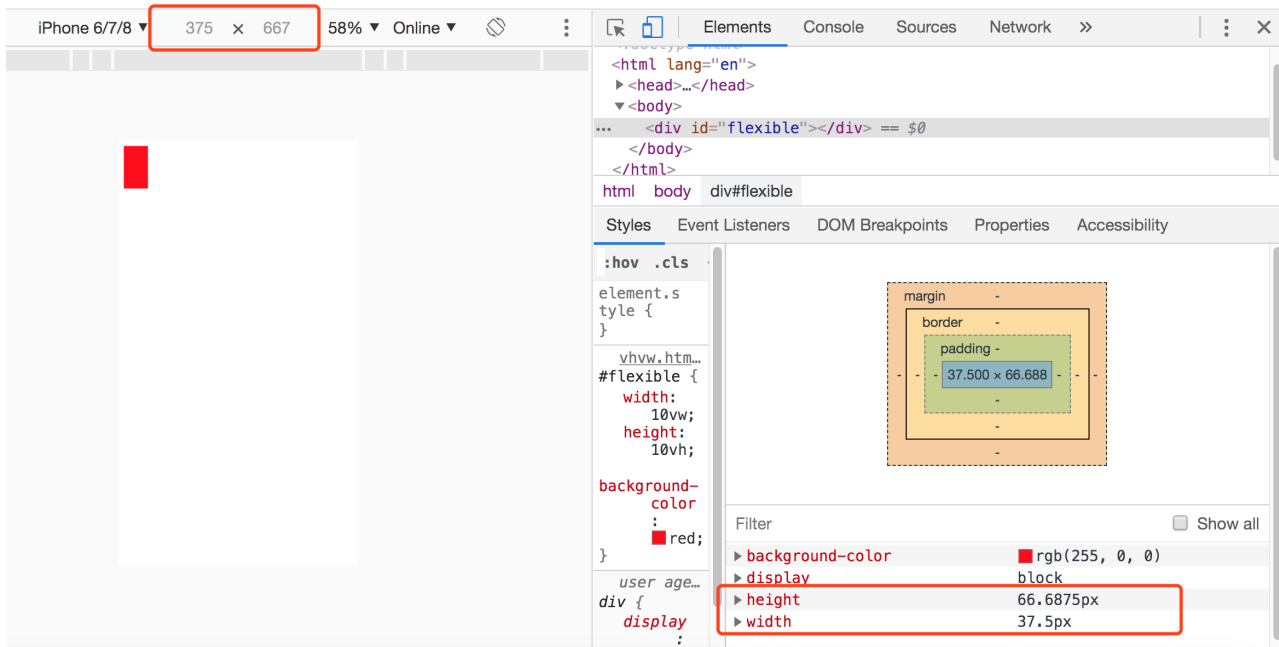 iPhone 6/7/8 ▼ 375 × 667 58% ▼ Online ▼
Elements Console Sources Network »
<!doctype html>
<html lang="en">
▶<head>…</head>
▼<body>
••• <div id="flexible"></div> == $0
</body>
</html>
html body div#flexible
Styles Event Listeners DOM Breakpoints Properties Accessibility
:hov .cls
element.s
tyle {
}
vhvw.htm…
#flexible {
width:
10vw;
height:
10vh;
background-
color
:
red;
}
user age…
div {
display
:
margin -
border -
padding -
- - - 37.500 × 66.688 - - -
-
-
-
Filter Show all
▶ background-color rgb(255, 0, 0)
▶ display block
▶ height 66.6875px
▶ width 37.5px